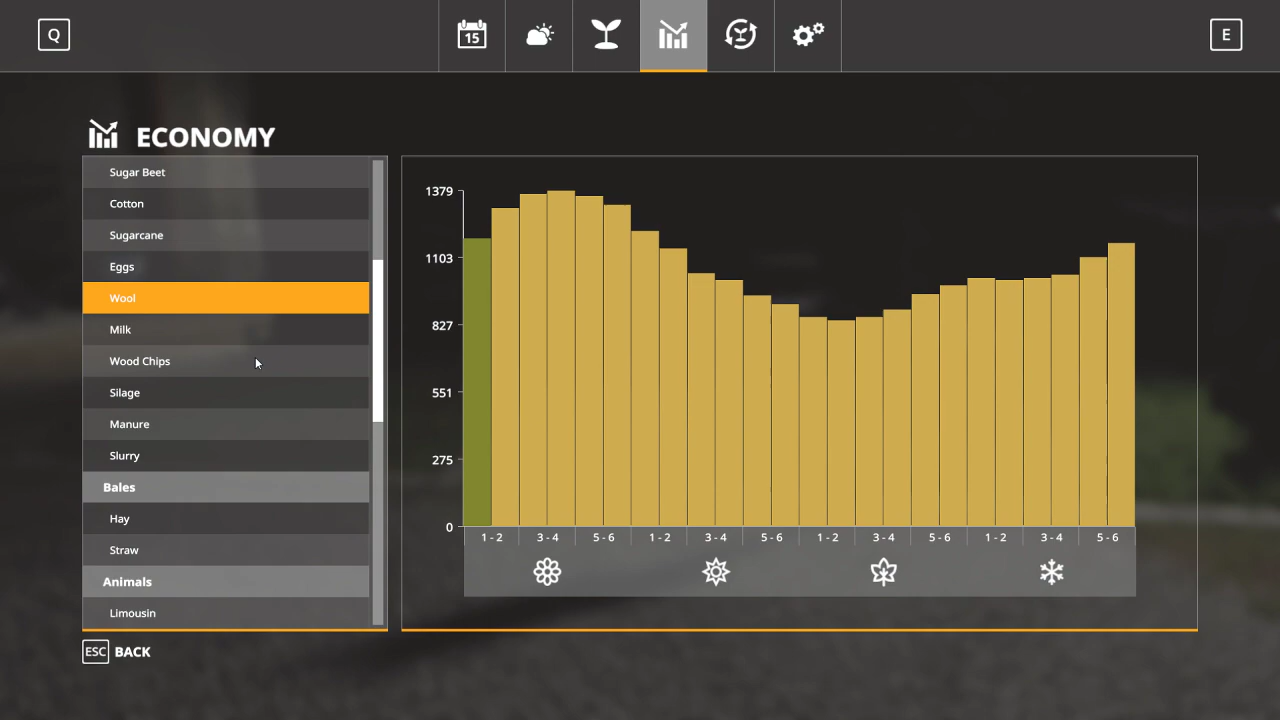 Q
15
E
ECONOMY
Sugar Beet
Cotton
Sugarcane
Eggs
Wool
Milk
Wood Chips
Silage
Manure
Slurry
Bales
Hay
Straw
Animals
Limousin
1379
1103
827
551
275
0
1 - 2 3 - 4 5 - 6 1 - 2 3 - 4 5 - 6 1 - 2 3 - 4 5 - 6 1 - 2 3 - 4 5 - 6
ESC BACK